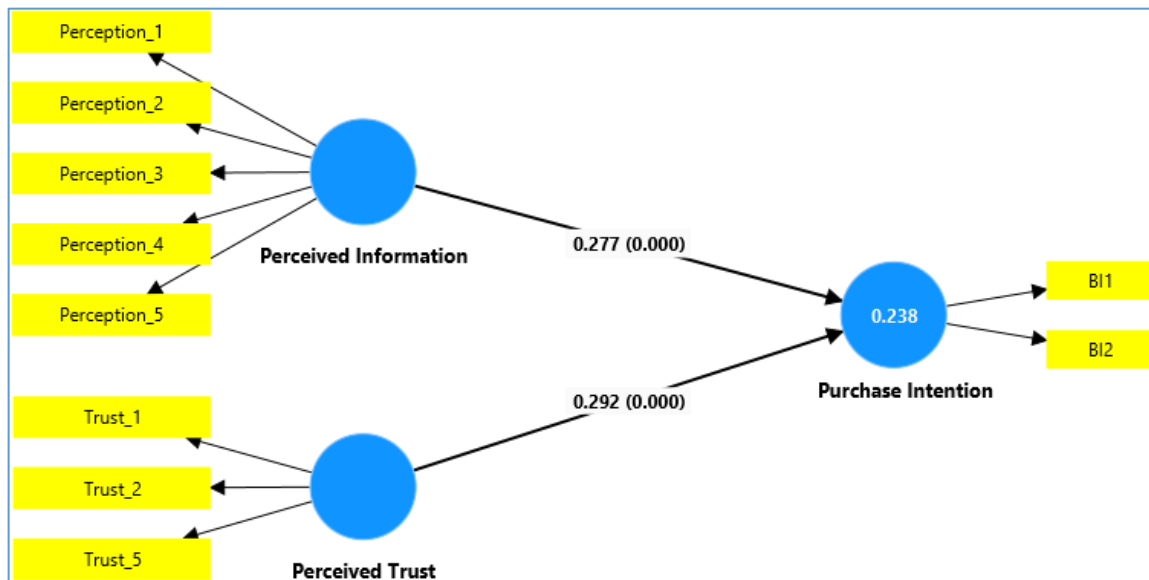 Perception_1
Perception_2
Perception_3
Perception_4
Perception_5
Perceived Information
0.277 (0.000)
0.238
BI1
BI2
Purchase Intention
0.292 (0.000)
Trust_1
Trust_2
Trust_5
Perceived Trust